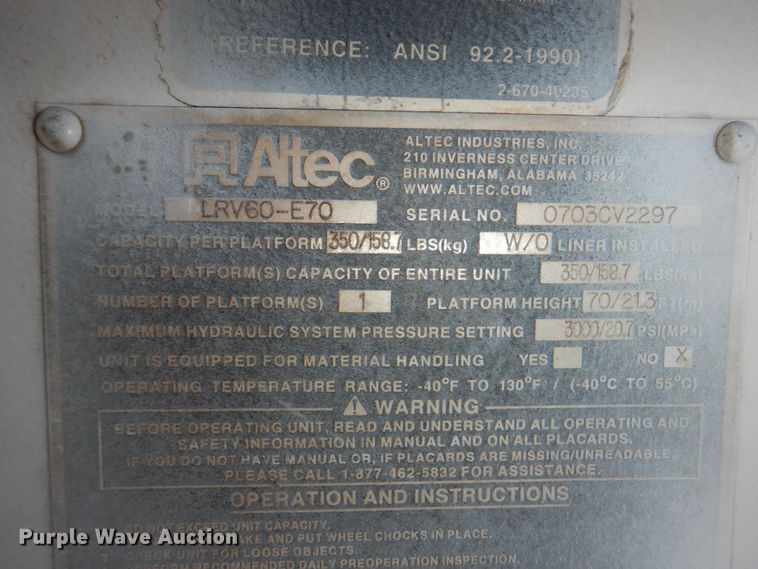 (REFERENCE: ANSI 92.2-1990)
2-670-40235
Altec®
ALTEC INDUSTRIES, INC
210 INVERNESS CENTER DRIVE
BIRMINGHAM, ALABAMA 35242
WWW.ALTEC.COM
MODEL LRV60-E70 SERIAL NO. 0703CV2297
CAPACITY PER PLATFORM 350/158.7 LBS(kg) W/O LINER INSTALLED
TOTAL PLATFORM(S) CAPACITY OF ENTIRE UNIT 350/158.7 LBS(kg)
NUMBER OF PLATFORM(S) 1 PLATFORM HEIGHT 70/21.3 FT(m)
MAXIMUM HYDRAULIC SYSTEM PRESSURE SETTING 3000/20.7 PSI(MPa)
UNIT IS EQUIPPED FOR MATERIAL HANDLING YES NO X
OPERATING TEMPERATURE RANGE: -40°F TO 130°F / (-40°C TO 55°C)
WARNING
BEFORE OPERATING UNIT, READ AND UNDERSTAND ALL OPERATING AND
SAFETY INFORMATION IN MANUAL AND ON ALL PLACARDS.
IF YOU DO NOT HAVE MANUAL OR, IF PLACARDS ARE MISSING/UNREADABLE
PLEASE CALL 1-877-462-5832 FOR ASSISTANCE.
OPERATION AND INSTRUCTIONS
DO NOT EXCEED UNIT CAPACITY.
AND PUT WHEEL CHOCKS IN PLACE.
CHECK UNIT FOR LOOSE OBJECTS.
PERFORM RECOMMENDED DAILY PREOPERATION INSPECTION.
Purple Wave Auction